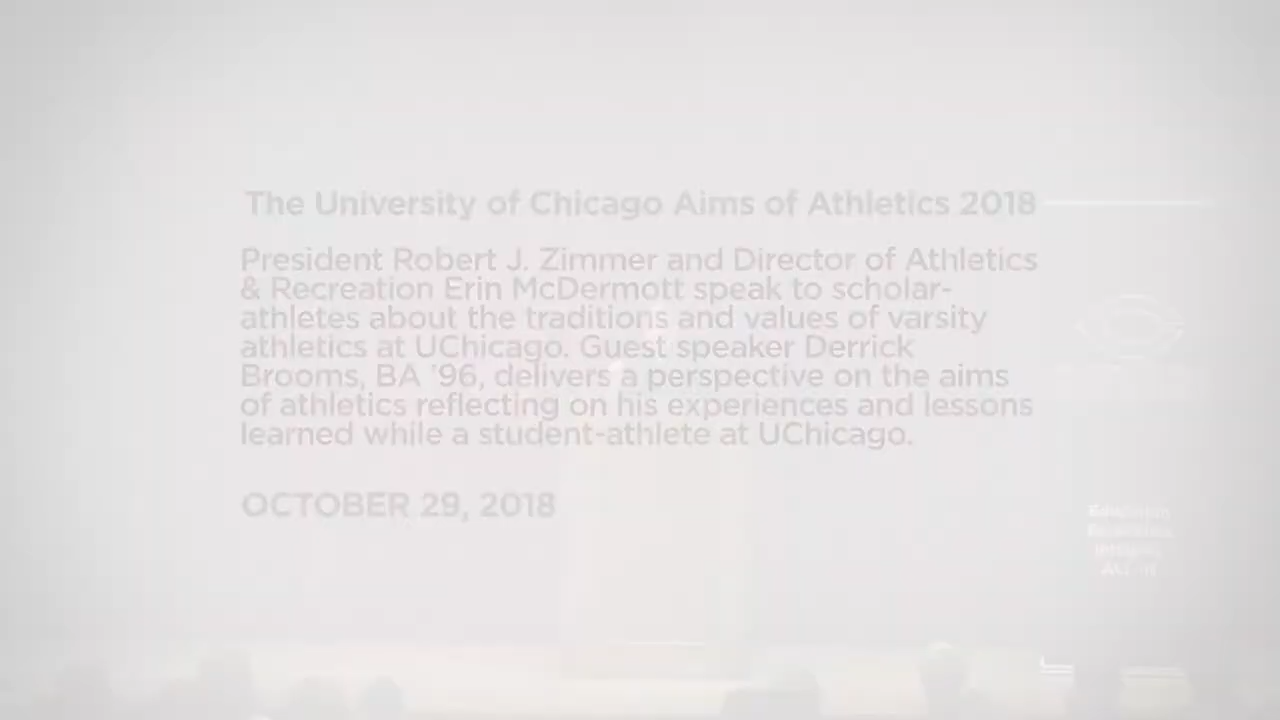 The University of Chicago Aims of Athletics 2018
President Robert J. Zimmer and Director of Athletics
& Recreation Erin McDermott speak to scholar-
athletes about the traditions and values of varsity
athletics at UChicago. Guest speaker Derrick
Brooms, BA '96, delivers a perspective on the aims
of athletics reflecting on his experiences and lessons
learned while a student-athlete at UChicago.
OCTOBER 29, 2018